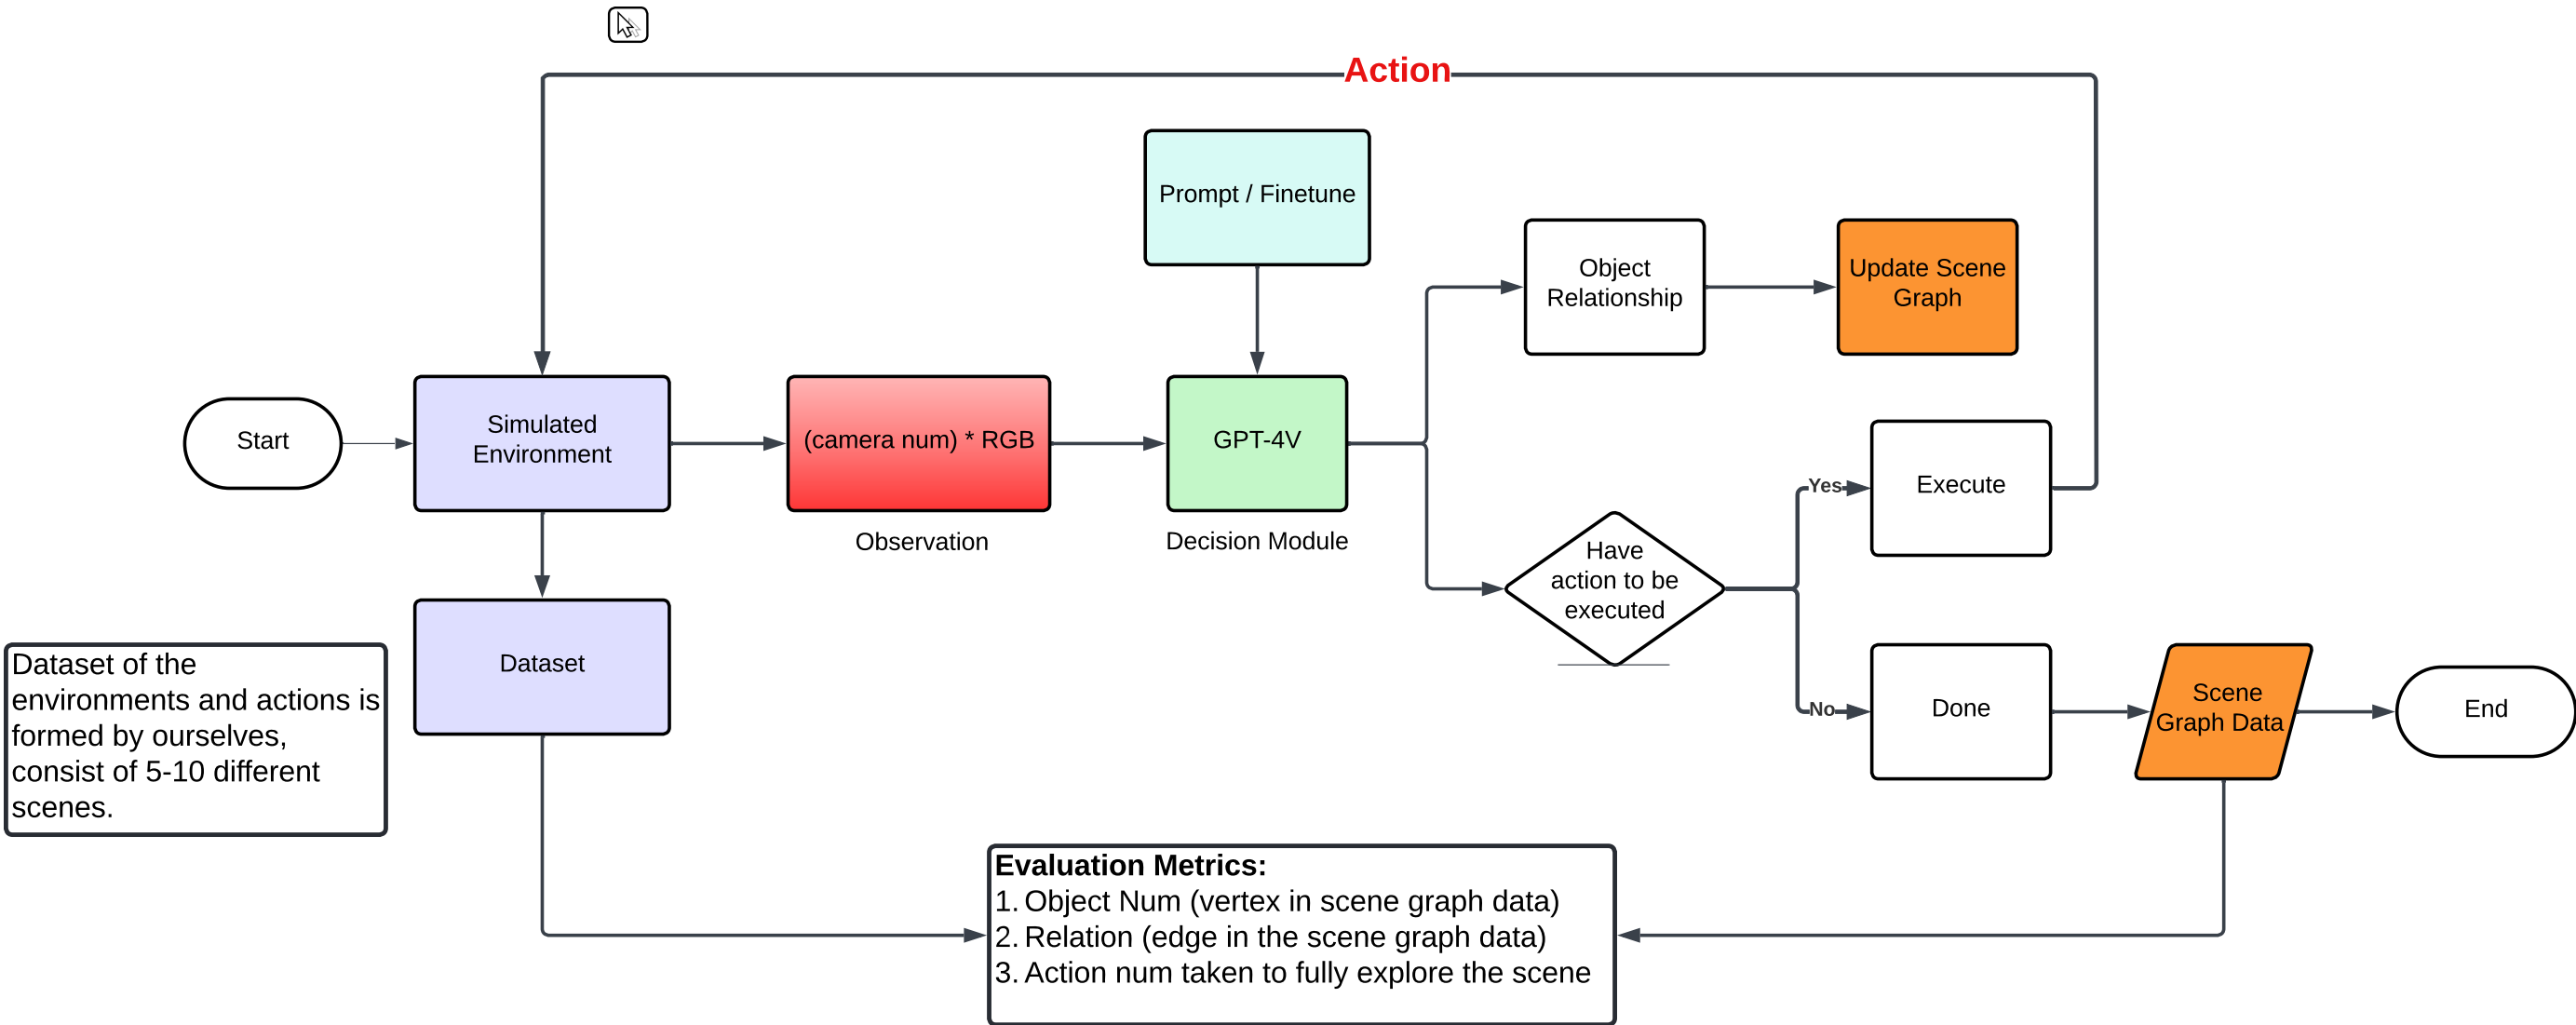 Action
Prompt / Finetune
Object
Relationship
Update Scene
Graph
Start
Simulated
Environment
(camera num) * RGB
GPT-4V
Observation
Decision Module
Yes
Execute
Have
action to be
executed
No
Done
Scene
Graph Data
End
Dataset
Dataset of the
environments and actions is
formed by ourselves,
consist of 5-10 different
scenes.
Evaluation Metrics:
1. Object Num (vertex in scene graph data)
2. Relation (edge in the scene graph data)
3. Action num taken to fully explore the scene